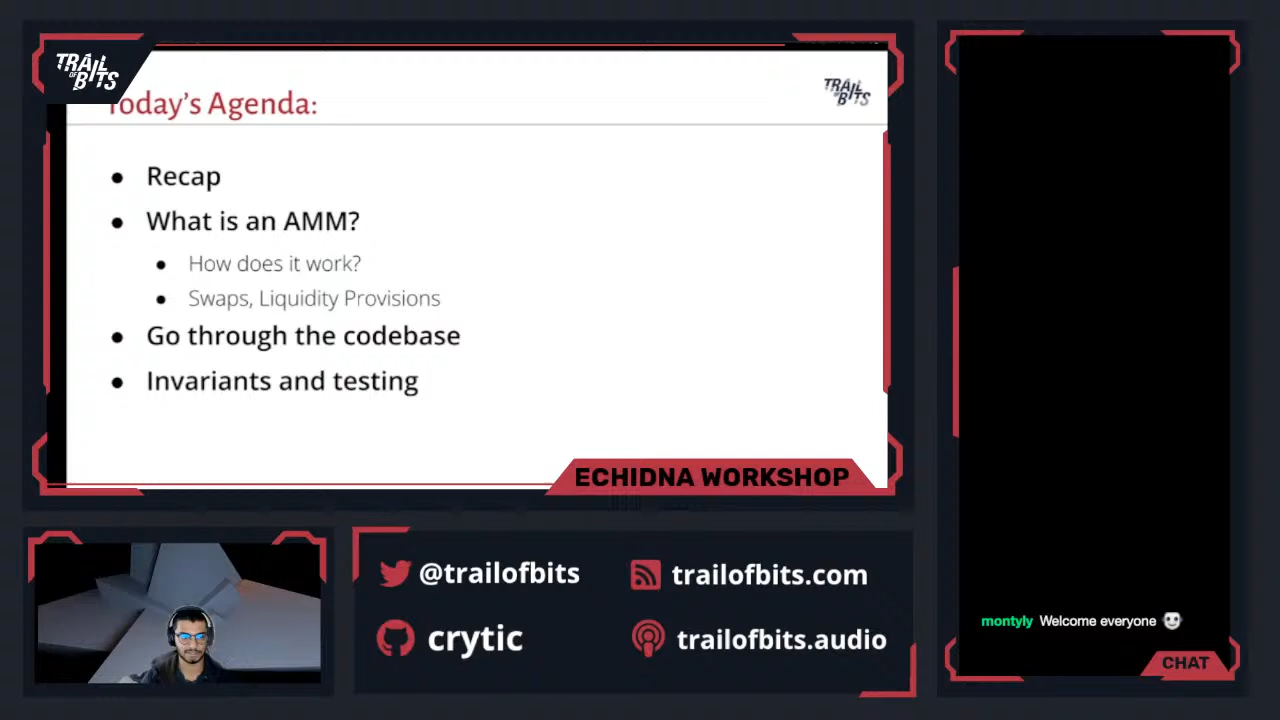 TRAIL
OF
BITS
Today's Agenda:
TRAIL
OF
BITS
Recap
What is an AMM?
How does it work?
Swaps, Liquidity Provisions
Go through the codebase
Invariants and testing
ECHIDNA WORKSHOP
@trailofbits
trailofbits.com
crytic
trailofbits.audio
montyly Welcome everyone
CHAT